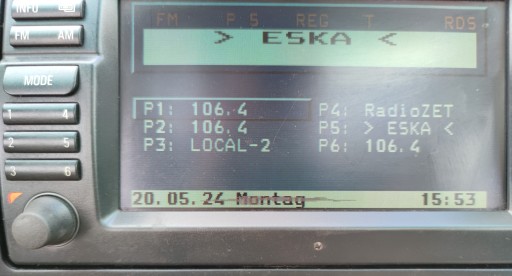 INFO
FM AM
MODE
1 4
2 5
3 6
FM P 5 REG T RDS
> ESKA <
P1: 106.4 P4: RadioZET
P2: 106.4 P5: > ESKA <
P3: LOCAL-2 P6: 106.4
20.05.24 Montag 15:53